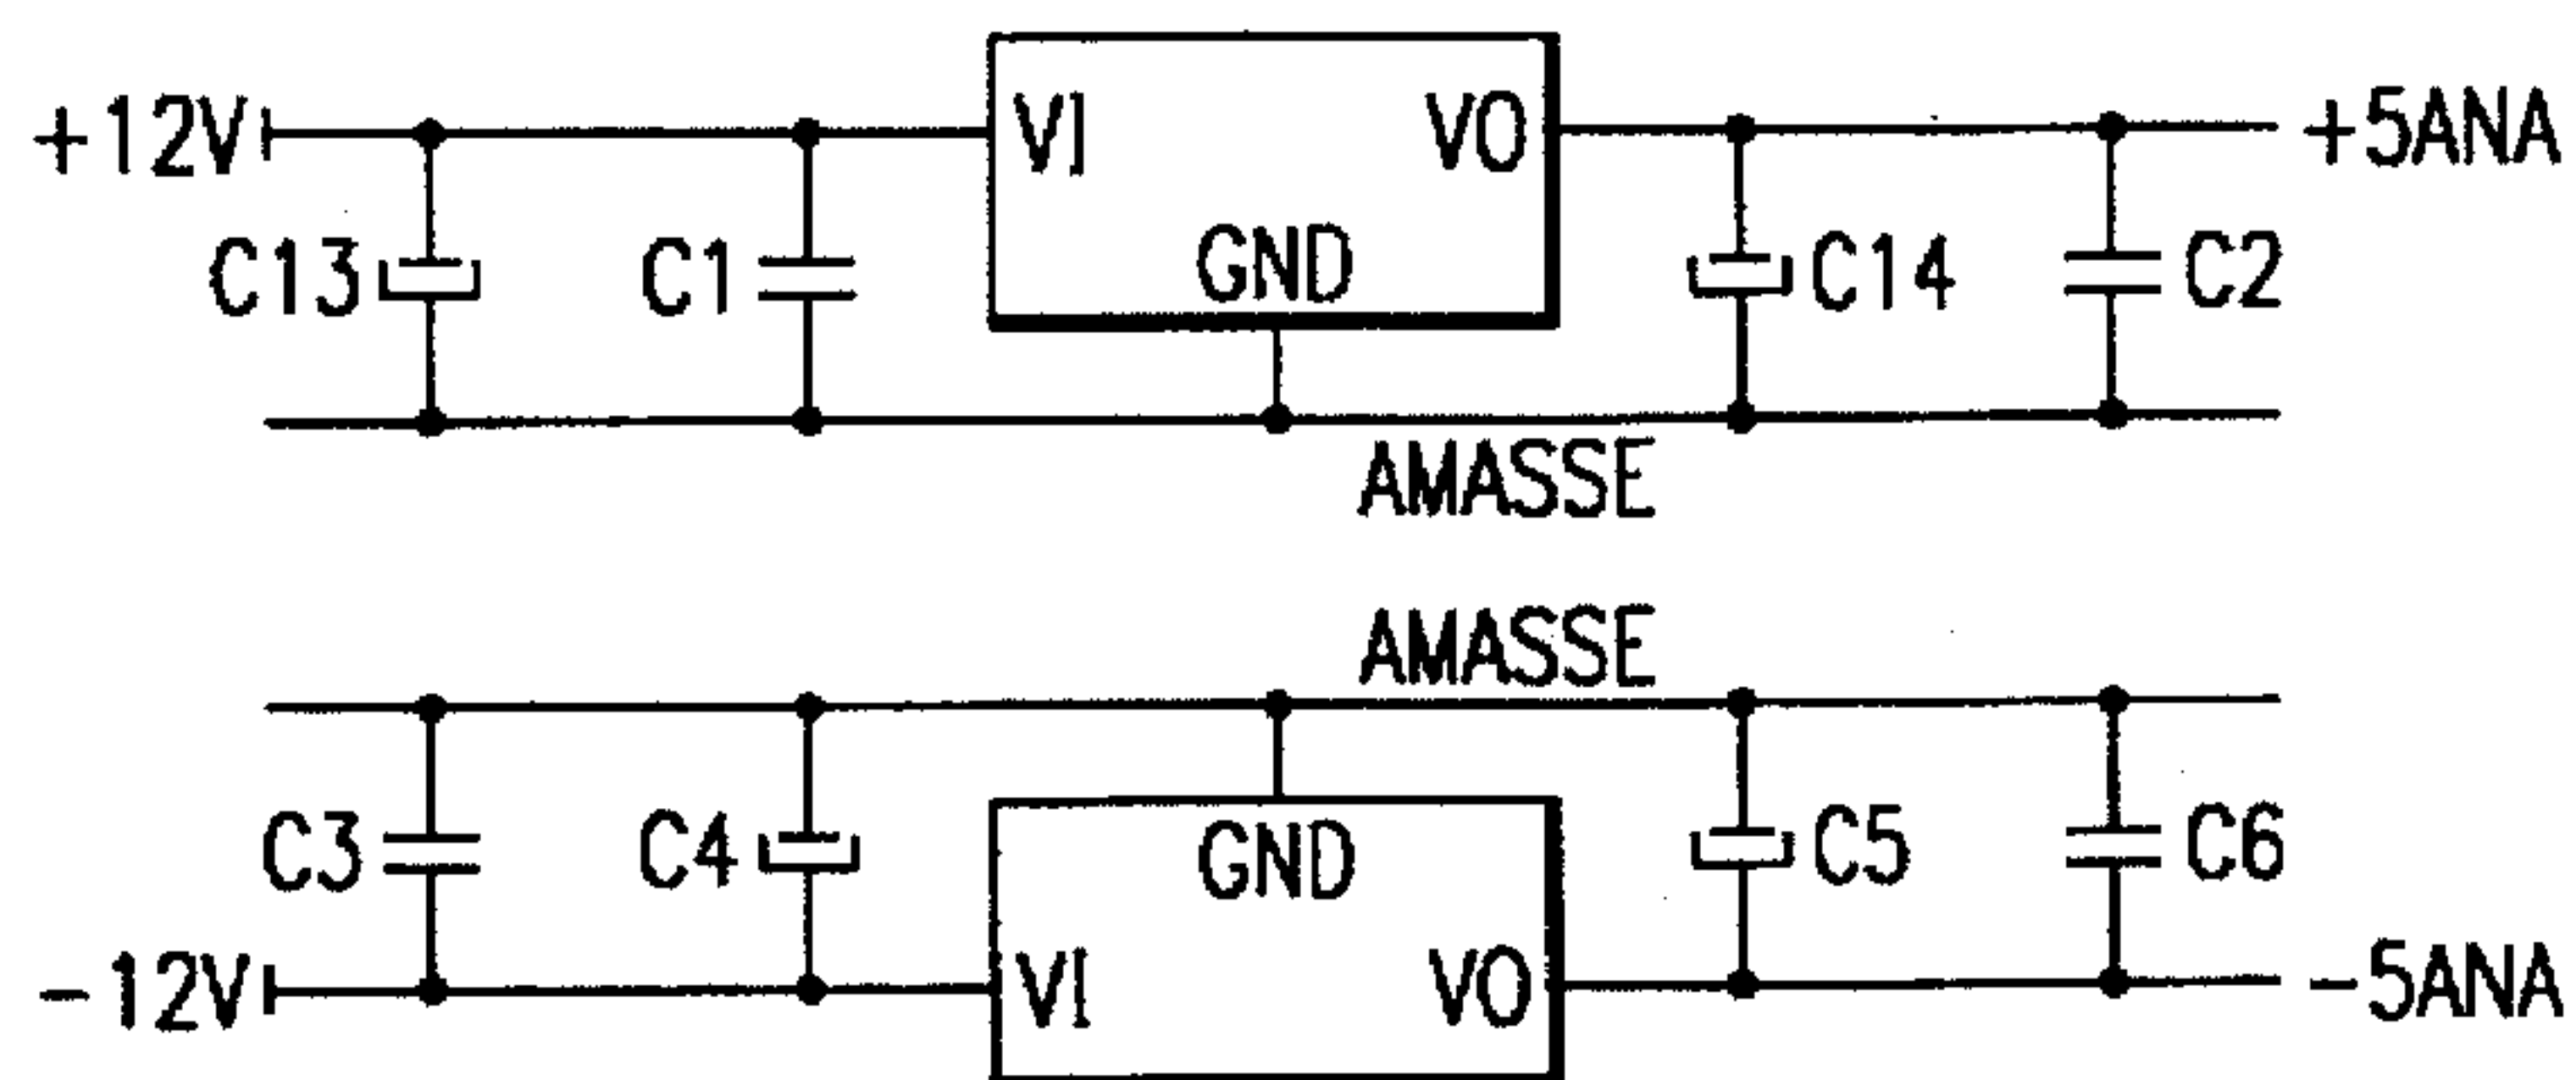 +12V VI VO +5ANA
C13 C1 GND C14 C2
AMASSE
AMASSE
C3 C4 GND C5 C6
-12V VI VO -5ANA